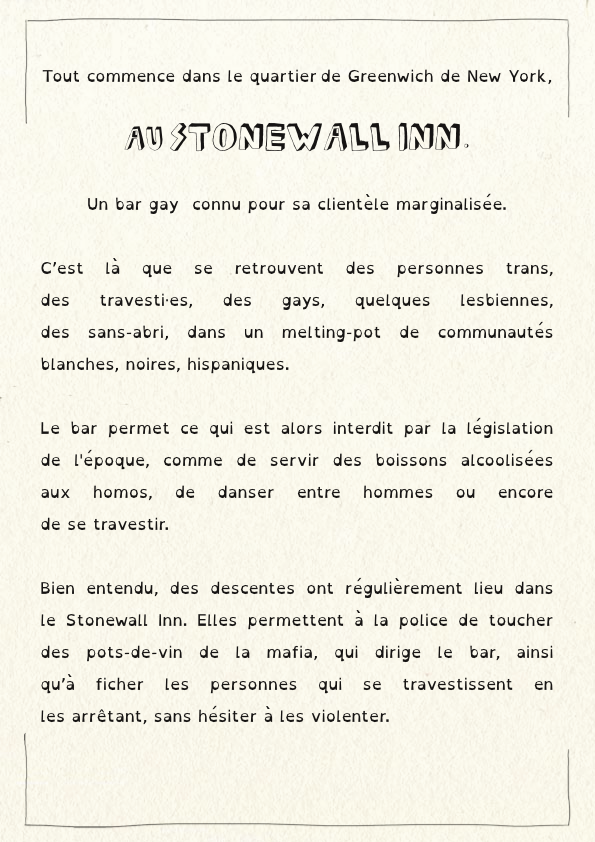 Tout commence dans le quartier de Greenwich de New York,
AU STONEWALL INN.
Un bar gay connu pour sa clientèle marginalisée.
C'est là que se retrouvent des personnes trans,
des travesti·es, des gays, quelques lesbiennes,
des sans-abri, dans un melting-pot de communautés
blanches, noires, hispaniques.
Le bar permet ce qui est alors interdit par la législation
de l'époque, comme de servir des boissons alcoolisées
aux homos, de danser entre hommes ou encore
de se travestir.
Bien entendu, des descentes ont régulièrement lieu dans
le Stonewall Inn. Elles permettent à la police de toucher
des pots-de-vin de la mafia, qui dirige le bar, ainsi
qu'à ficher les personnes qui se travestissent en
les arrêtant, sans hésiter à les violenter.